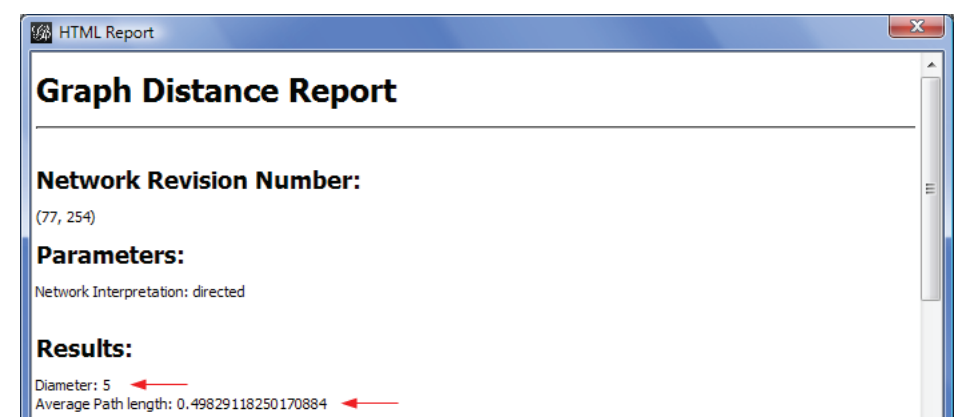 HTML Report
Graph Distance Report
Network Revision Number:
(77, 254)
Parameters:
Network Interpretation: directed
Results:
Diameter: 5
Average Path length: 0.49829118250170884